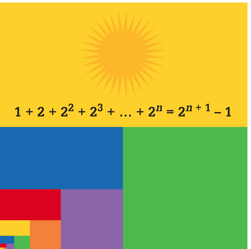 1 + 2 + 2² + 2³ + ... + 2ⁿ = 2ⁿ ⁺ ¹ – 1